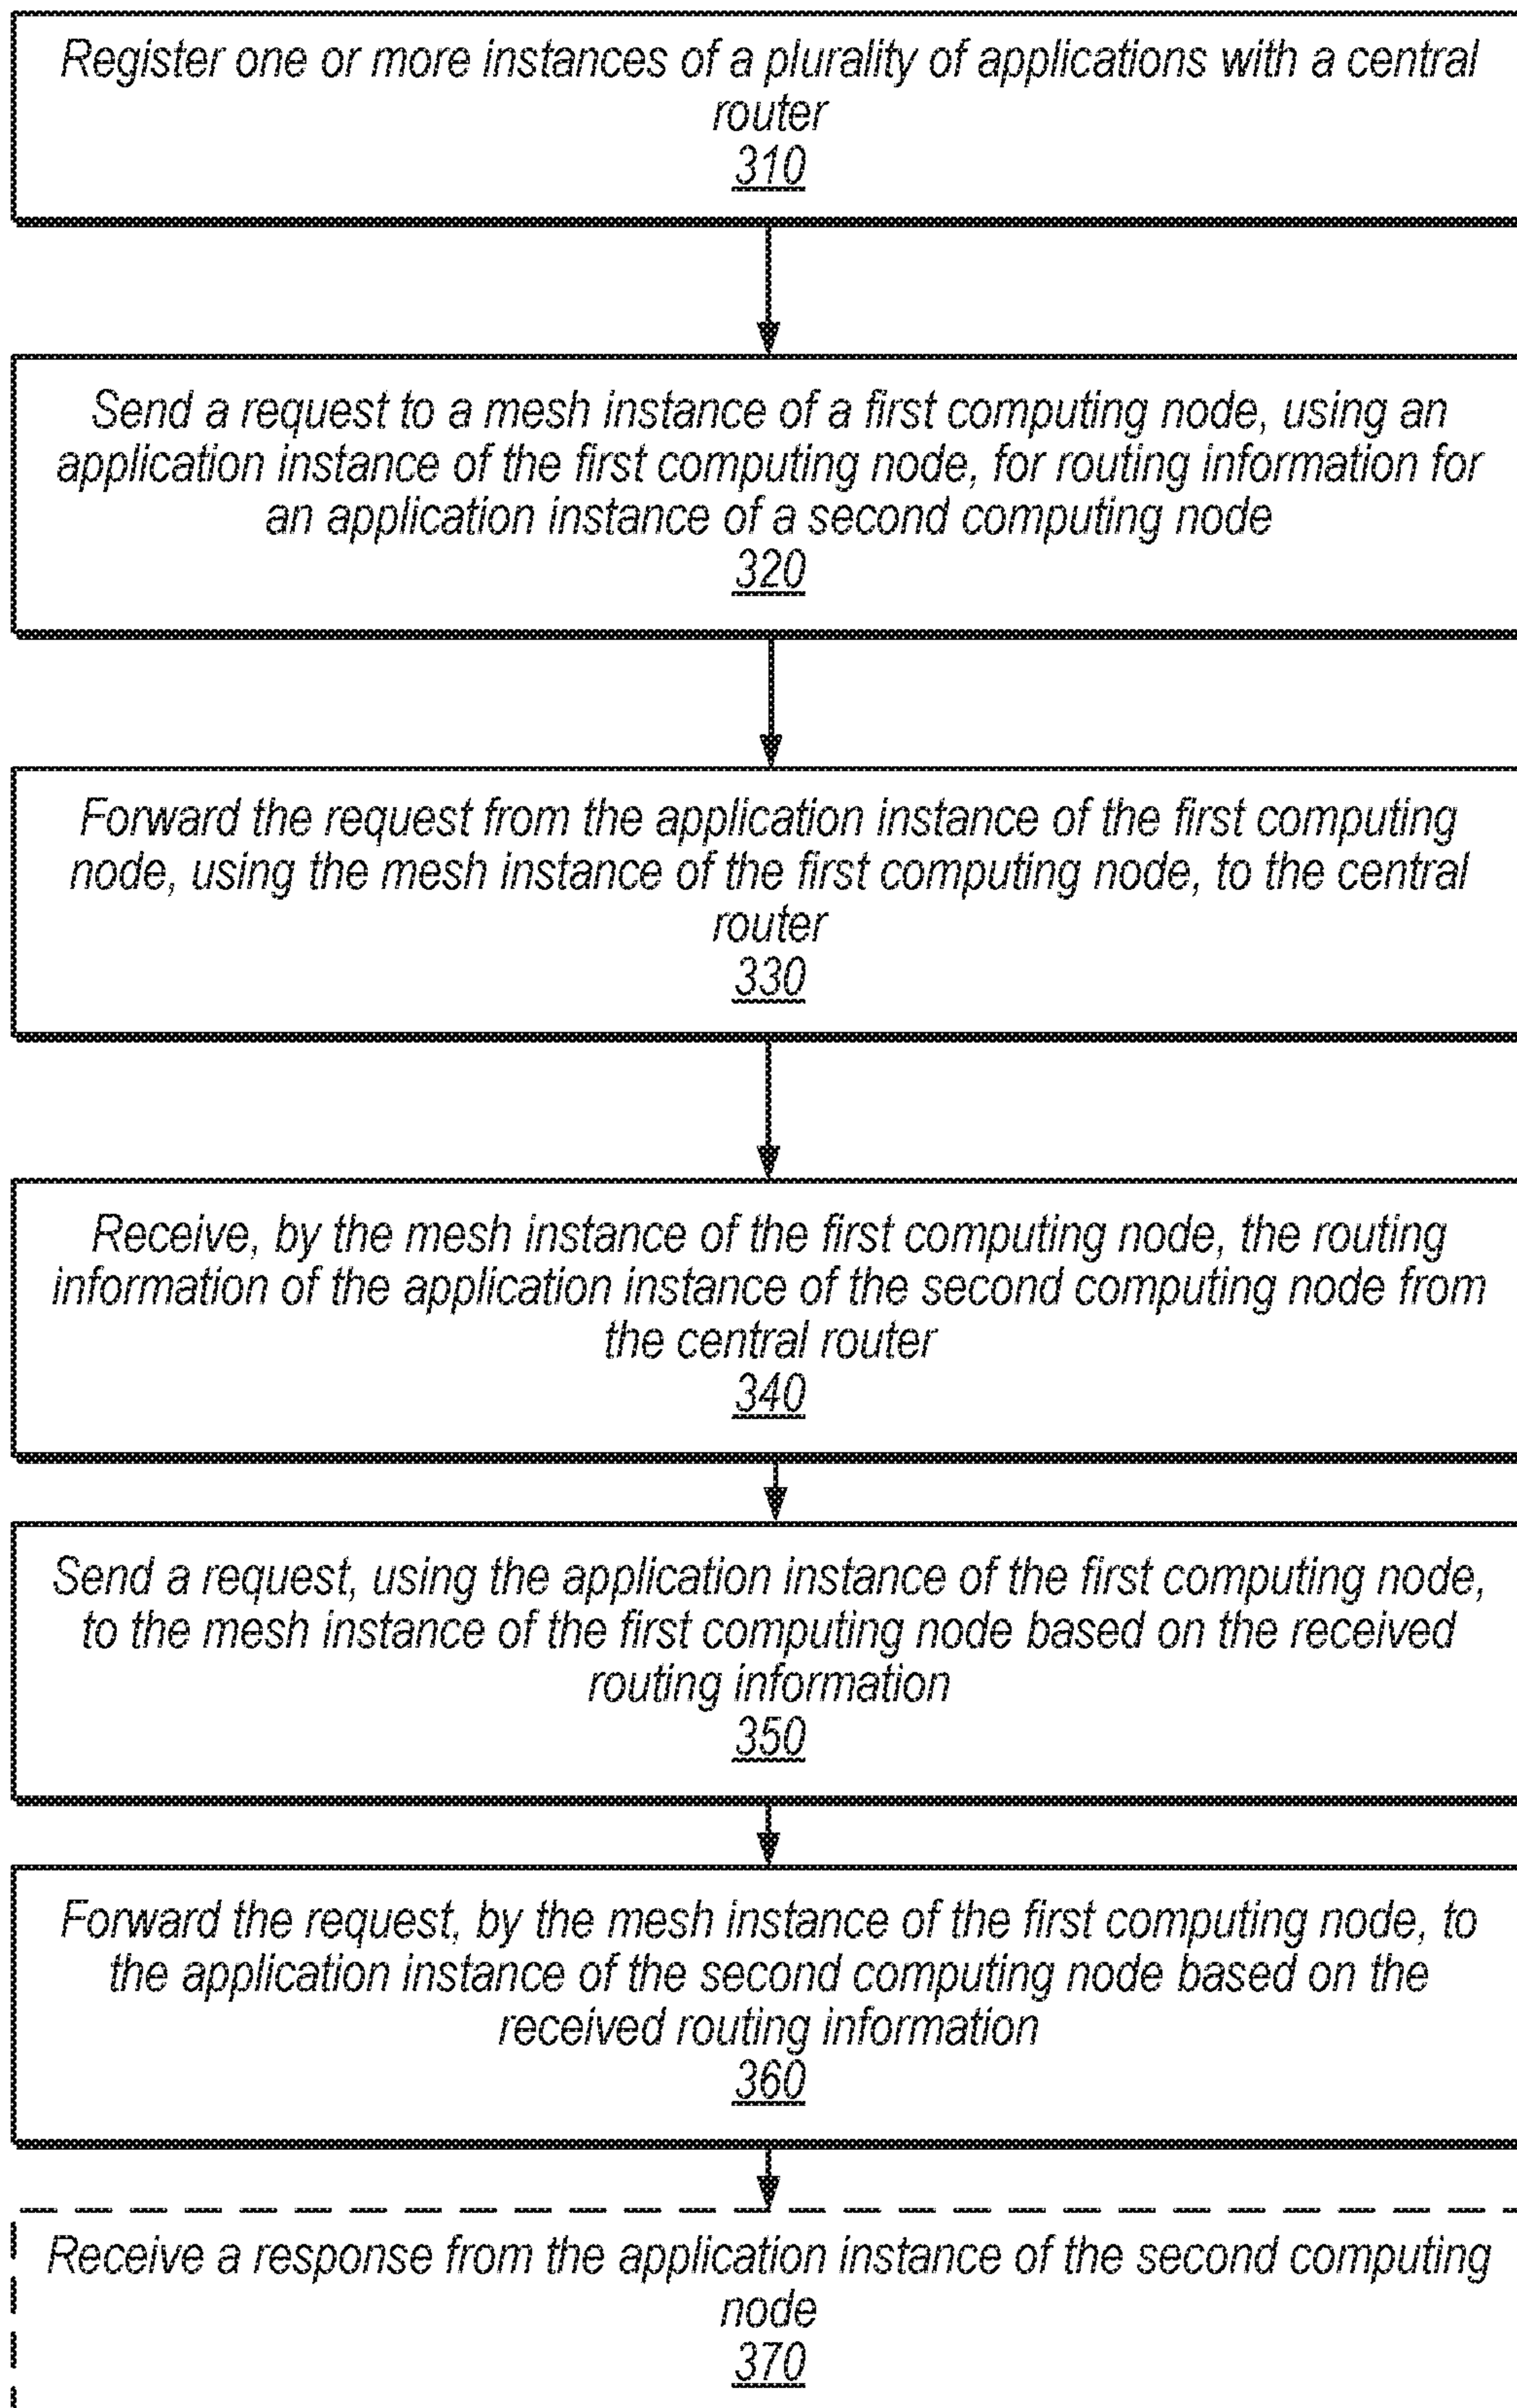 Register one or more instances of a plurality of applications with a central
router
310
Send a request to a mesh instance of a first computing node, using an
application instance of the first computing node, for routing information for
an application instance of a second computing node
320
Forward the request from the application instance of the first computing
node, using the mesh instance of the first computing node, to the central
router
330
Receive, by the mesh instance of the first computing node, the routing
information of the application instance of the second computing node from
the central router
340
Send a request, using the application instance of the first computing node,
to the mesh instance of the first computing node based on the received
routing information
350
Forward the request, by the mesh instance of the first computing node, to
the application instance of the second computing node based on the
received routing information
360
Receive a response from the application instance of the second computing
node
370